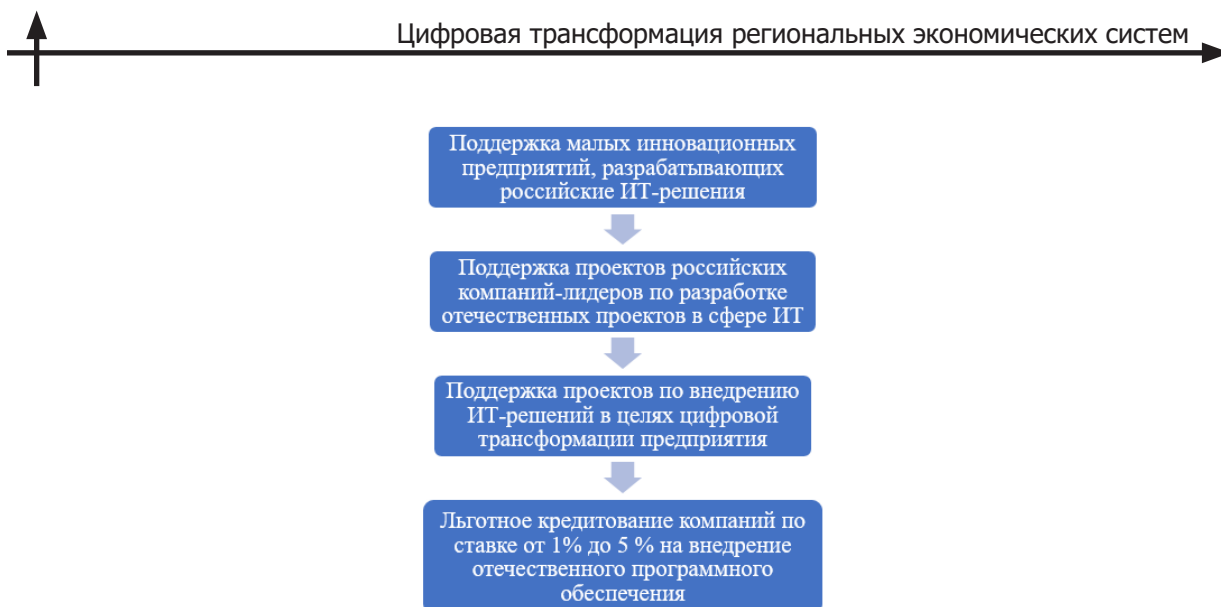 Цифровая трансформация региональных экономических систем
Поддержка малых инновационных
предприятий, разрабатывающих
российские ИТ-решения
Поддержка проектов российских
компаний-лидеров по разработке
отечественных проектов в сфере ИТ
Поддержка проектов по внедрению
ИТ-решений в целях цифровой
трансформации предприятия
Льготное кредитование компаний по
ставке от 1% до 5 % на внедрение
отечественного программного
обеспечения